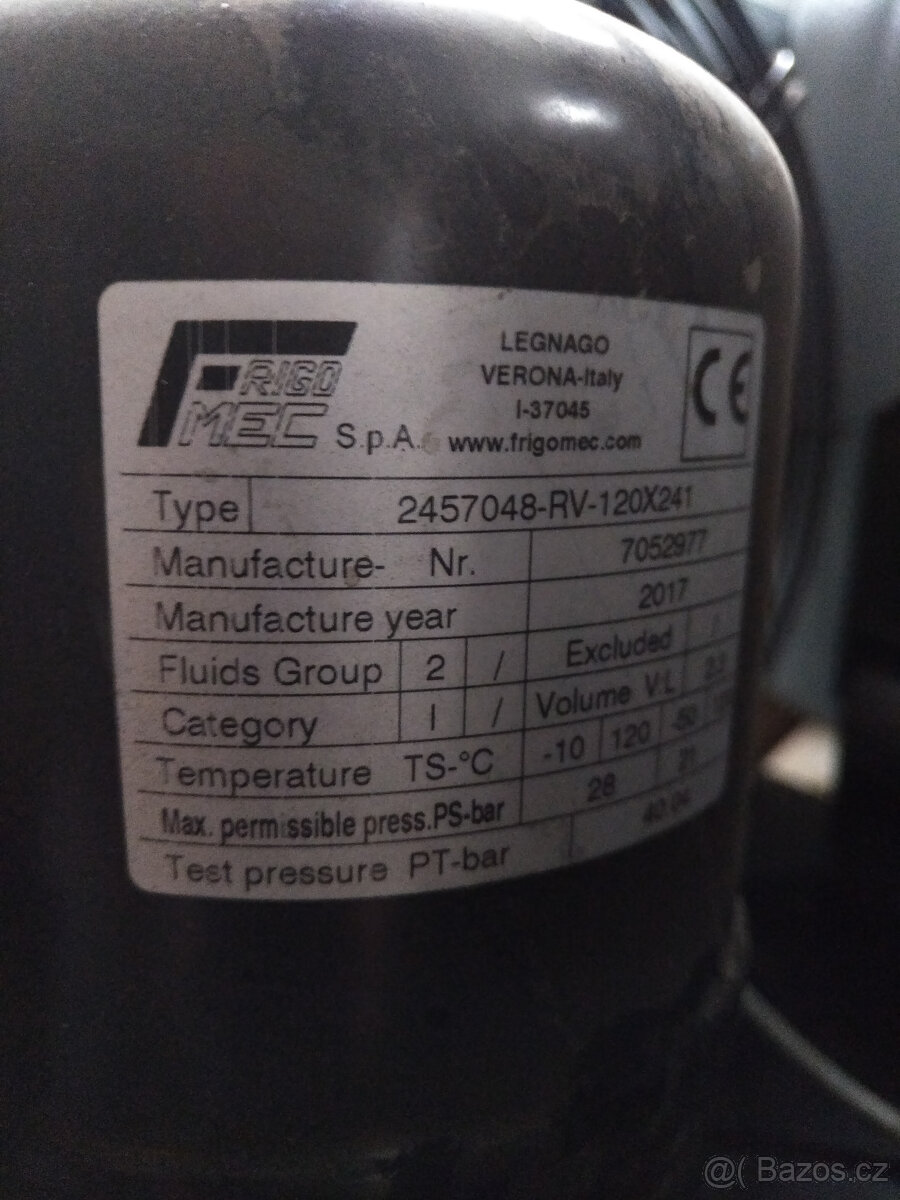 FRIGO
MEC S.p.A.
LEGNAGO
VERONA-Italy
I-37045
www.frigomec.com
CE
Type 2457048-RV-120X241
Manufacture- Nr. 7052977
Manufacture year 2017
Fluids Group 2 / Excluded /
Category I / Volume V.L
Temperature TS-°C -10 120 -50
Max. permissible press.PS-bar 28 21
Test pressure PT-bar
@( Bazos.cz